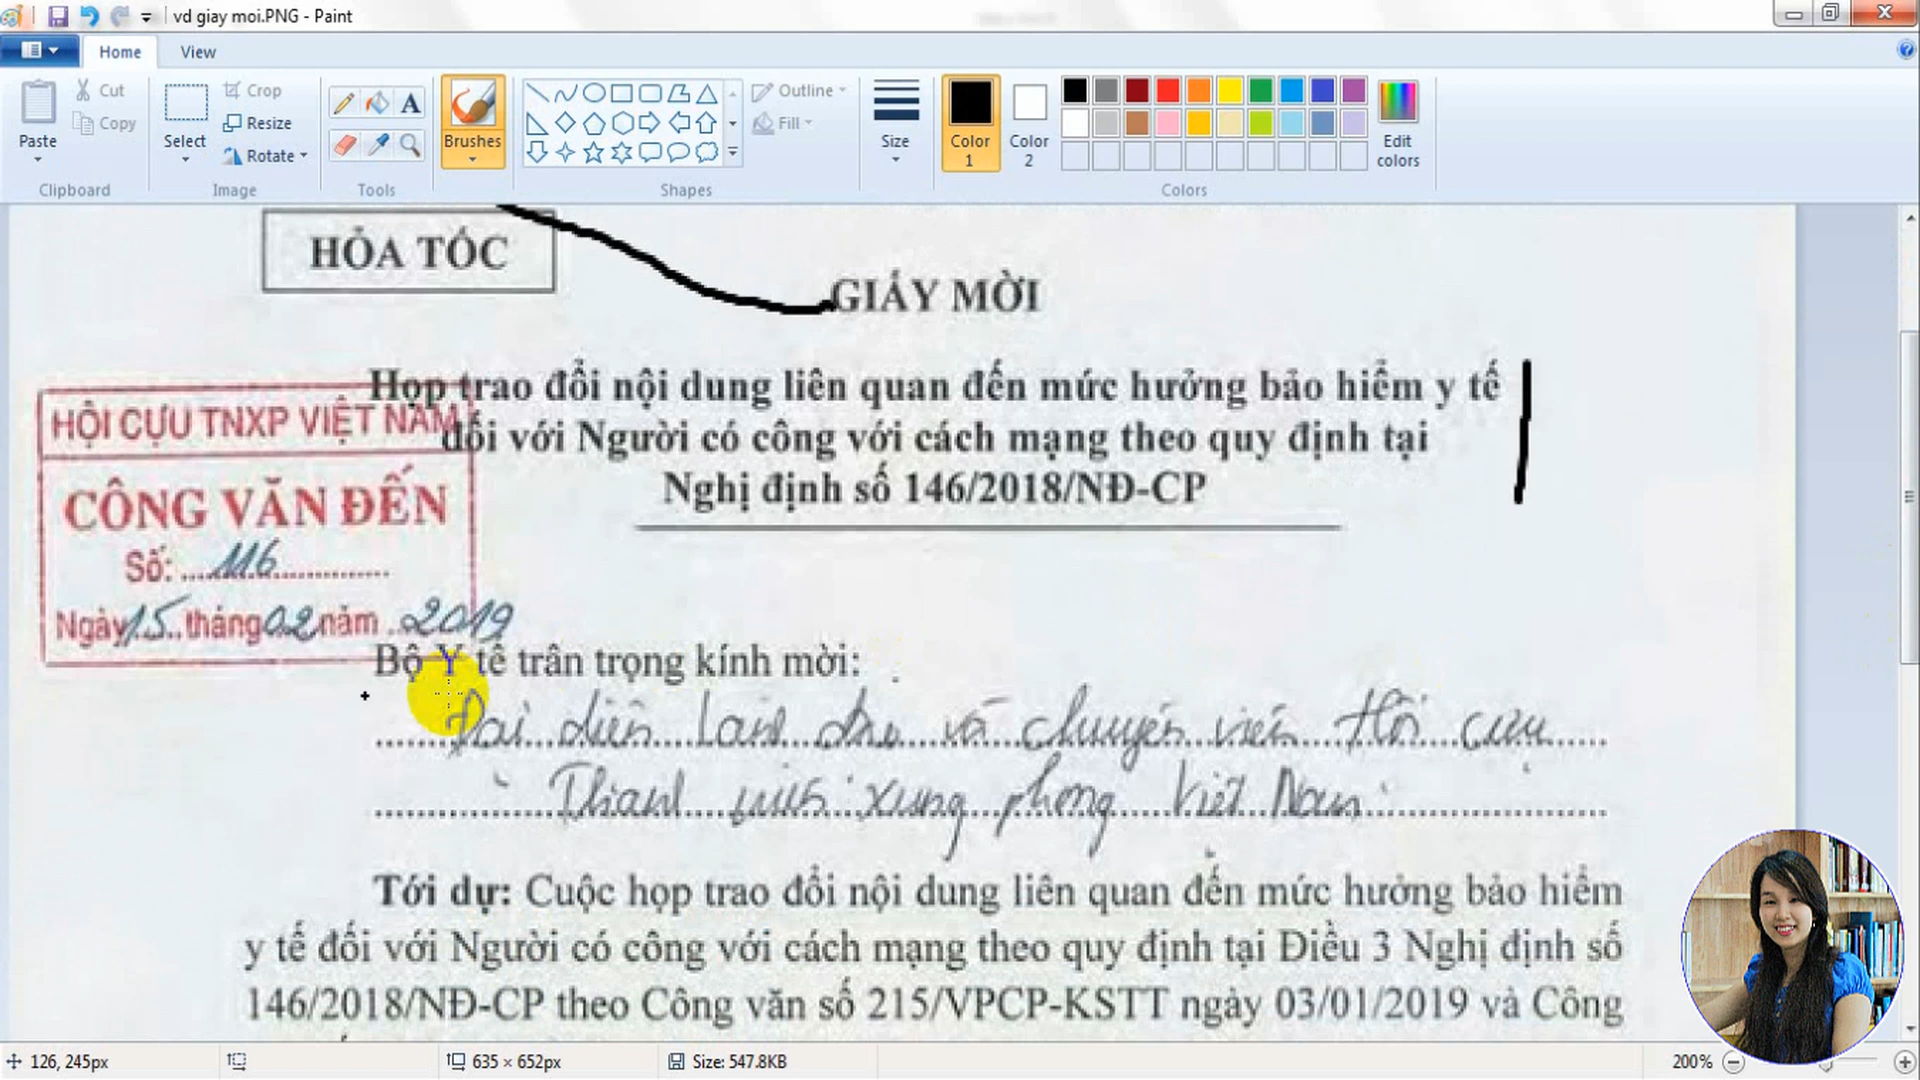 vd giay moi.PNG - Paint
Home View
Cut
Copy
Paste
Clipboard
Select
Crop
Resize
Rotate
Image
A
Tools
Brushes
Outline
Fill
Shapes
Size
Color 1
Color 2
Edit colors
Colors
HỎA TỐC
GIẤY MỜI
Họp trao đổi nội dung liên quan đến mức hưởng bảo hiểm y tế
đối với Người có công với cách mạng theo quy định tại
Nghị định số 146/2018/NĐ-CP
HỘI CỰU TNXP VIỆT NAM
CÔNG VĂN ĐẾN
Số: 116
Ngày 15 tháng 02 năm 2019
Bộ Y tế trân trọng kính mời:
Đại diện Lãnh đạo và chuyên viên Hội cựu
Thanh niên xung phong Việt Nam
Tới dự: Cuộc họp trao đổi nội dung liên quan đến mức hưởng bảo hiểm
y tế đối với Người có công với cách mạng theo quy định tại Điều 3 Nghị định số
146/2018/NĐ-CP theo Công văn số 215/VPCP-KSTT ngày 03/01/2019 và Công
126, 245px
635 × 652px
Size: 547.8KB
200%